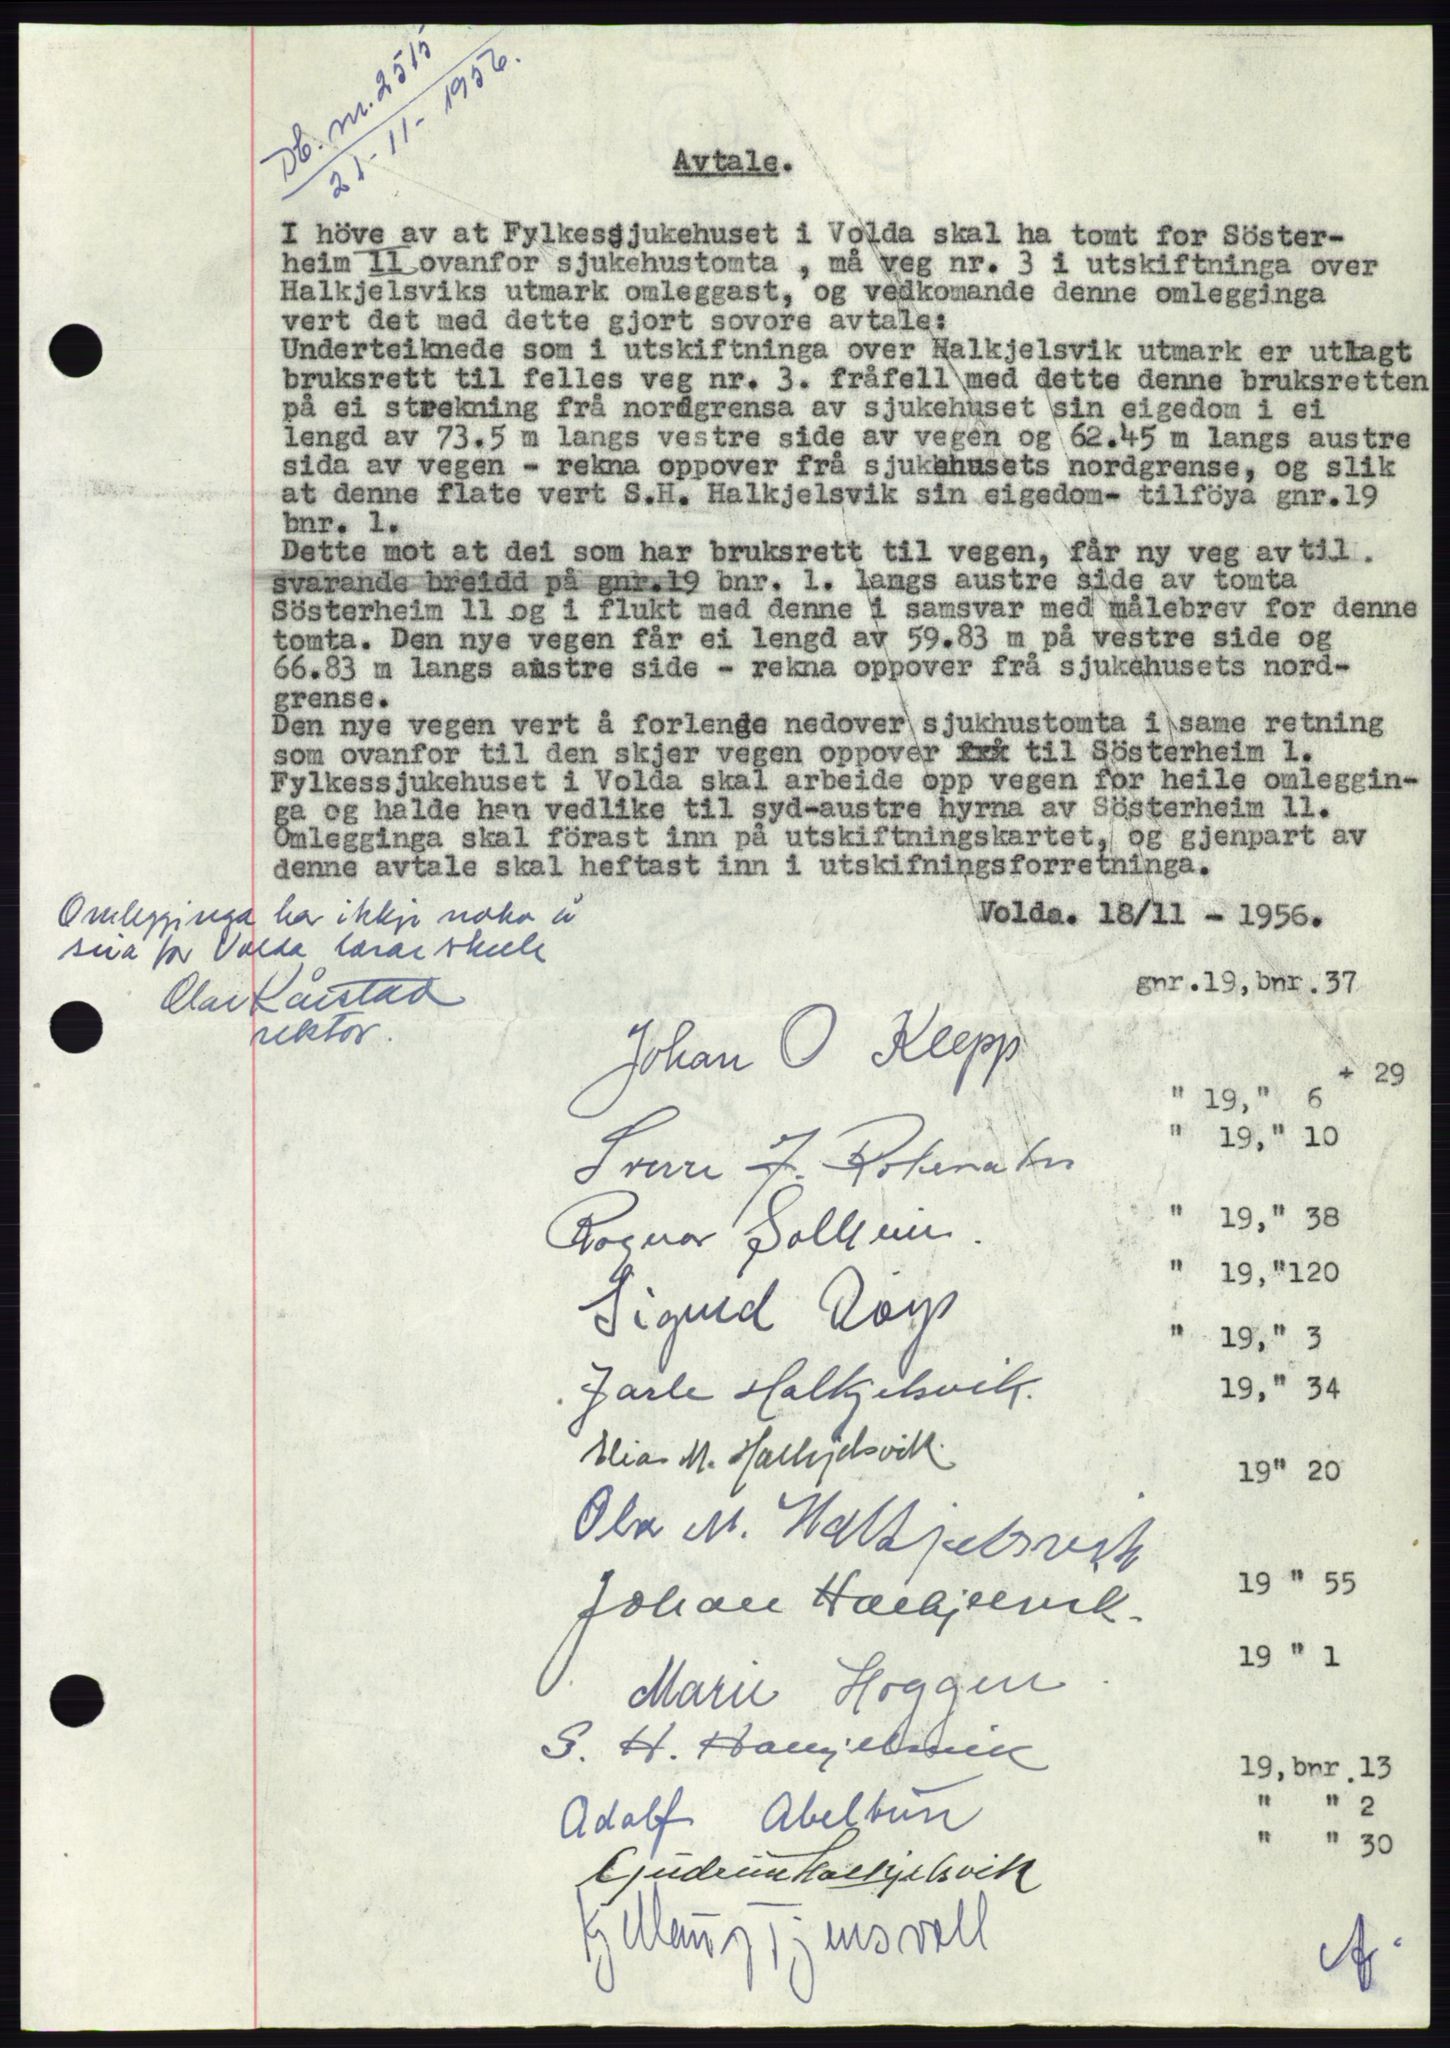 Db. nr. 2515
21-11-1956.
Avtale.
I höve av at Fylkessjukehuset i Volda skal ha tomt for Söster-
heim 11 ovanfor sjukehustomta , må veg nr. 3 i utskiftninga over
Halkjelsviks utmark omleggast, og vedkomande denne omlegginga
vert det med dette gjort sovore avtale:
Underteiknede som i utskiftninga over Halkjelsvik utmark er utlagt
bruksrett til felles veg nr. 3. fråfell med dette denne bruksretten
på ei strekning frå nordgrensa av sjukehuset sin eigedom i ei
lengd av 73.5 m langs vestre side av vegen og 62.45 m langs austre
sida av vegen - rekna oppover frå sjukehusets nordgrense, og slik
at denne flate vert S.H. Halkjelsvik sin eigedom- tilföya gnr.19
bnr. 1.
Dette mot at dei som har bruksrett til vegen, får ny veg av til.
svarande breidd på gnr.19 bnr. 1. langs austre side av tomta
Sösterheim 11 og i flukt med denne i samsvar med målebrev for denne
tomta. Den nye vegen får ei lengd av 59.83 m på vestre side og
66.83 m langs austre side - rekna oppover frå sjukehusets nord-
grense.
Den nye vegen vert å forlenge nedover sjukhustomta i same retning
som ovanfor til den skjer vegen oppover til Sösterheim 1.
Fylkessjukehuset i Volda skal arbeide opp vegen for heile omleggin-
ga og halde han vedlike til syd-austre hyrna av Sösterheim 11.
Omlegginga skal förast inn på utskiftningskartet, og gjenpart av
denne avtale skal heftast inn i utskifningsforretninga.
Omlegginga har ikkje noko å
seia for Volda lærarskule
Olav Kårstad
rektor.
Volda. 18/11 - 1956.
gnr.19, bnr.37
Johan O Klepp
+ 29
" 19," 6
" 19," 10
Sverre J.
Ragnar Solheim.
" 19," 38
" 19,"120
Sigurd
" 19," 3
Jarle Halkjelsvik.
19," 34
Elias M. Halkjelsvik.
19" 20
Ola M. Halkjelsvik
19 " 55
Johan Halkjelsvik.
19 " 1
Marie Hoggen
S. H. Halkjelsvik
19, bnr.13
Adolf Abeltun
" " 2
" " 30
Gudrun Halkjelsvik
Kjellaug Tjensvoll